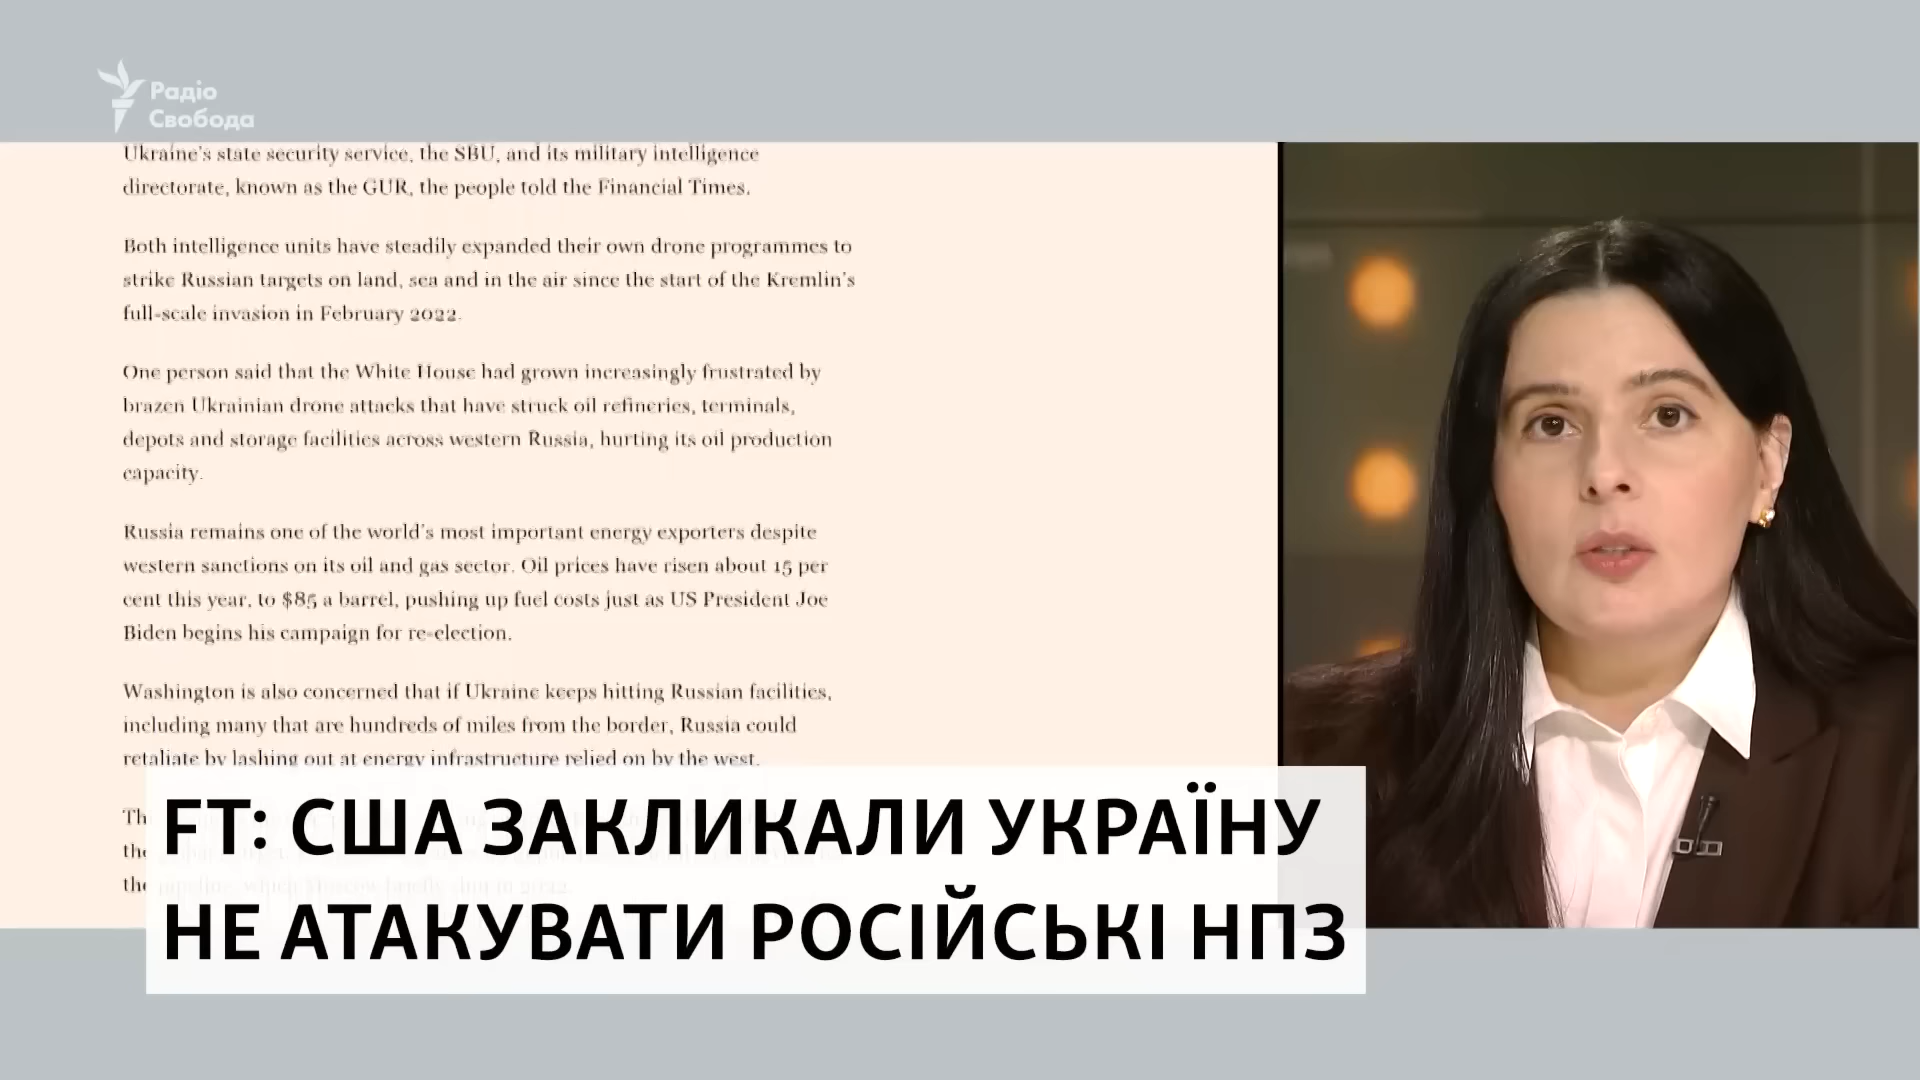 Радіо
Свобода
Ukraine's state security service, the SBU, and its military intelligence
directorate, known as the GUR, the people told the Financial Times.
Both intelligence units have steadily expanded their own drone programmes to
strike Russian targets on land, sea and in the air since the start of the Kremlin's
full-scale invasion in February 2022.
One person said that the White House had grown increasingly frustrated by
brazen Ukrainian drone attacks that have struck oil refineries, terminals,
depots and storage facilities across western Russia, hurting its oil production
capacity.
Russia remains one of the world's most important energy exporters despite
western sanctions on its oil and gas sector. Oil prices have risen about 15 per
cent this year, to $85 a barrel, pushing up fuel costs just as US President Joe
Biden begins his campaign for re-election.
Washington is also concerned that if Ukraine keeps hitting Russian facilities,
including many that are hundreds of miles from the border, Russia could
retaliate by lashing out at energy infrastructure relied on by the west.
the
the pipeline, which Moscow briefly shut in 2022.
FT: США ЗАКЛИКАЛИ УКРАЇНУ
НЕ АТАКУВАТИ РОСІЙСЬКІ НПЗ